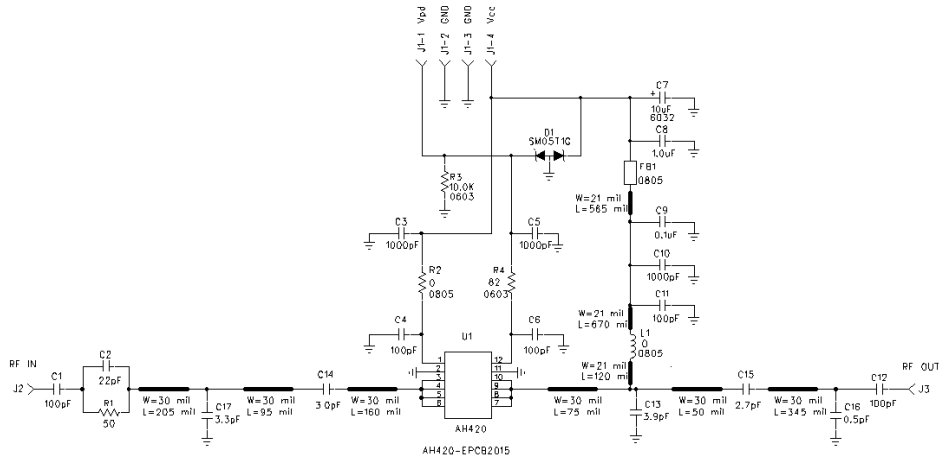 J1-1 Vpd
J1-2 GND
J1-3 GND
J1-4 Vcc
C7
+
10uF
6032
C8
1.0uF
D1
SM05T1G
FB1
0805
R3
10.0K
0603
W=21 mil
L=565 mil
C9
0.1uF
C3
1000pF
C5
1000pF
C10
1000pF
R2
0
0805
R4
82
0603
C11
100pF
W=21 mil
L=670 mil
L1
0
0805
C4
100pF
U1
C6
100pF
W=21 mil
L=120 mil
RF IN
J2
C1
100pF
C2
22pF
R1
50
W=30 mil
L=205 mil
C17
3.3pF
W=30 mil
L=95 mil
C14
3.0pF
W=30 mil
L=160 mil
1
2
3
4
5
6
12
11
10
9
8
7
AH420
AH420-EPCB2015
W=30 mil
L=75 mil
C13
3.9pF
W=30 mil
L=50 mil
C15
2.7pF
W=30 mil
L=345 mil
C16
0.5pF
C12
100pF
RF OUT
J3